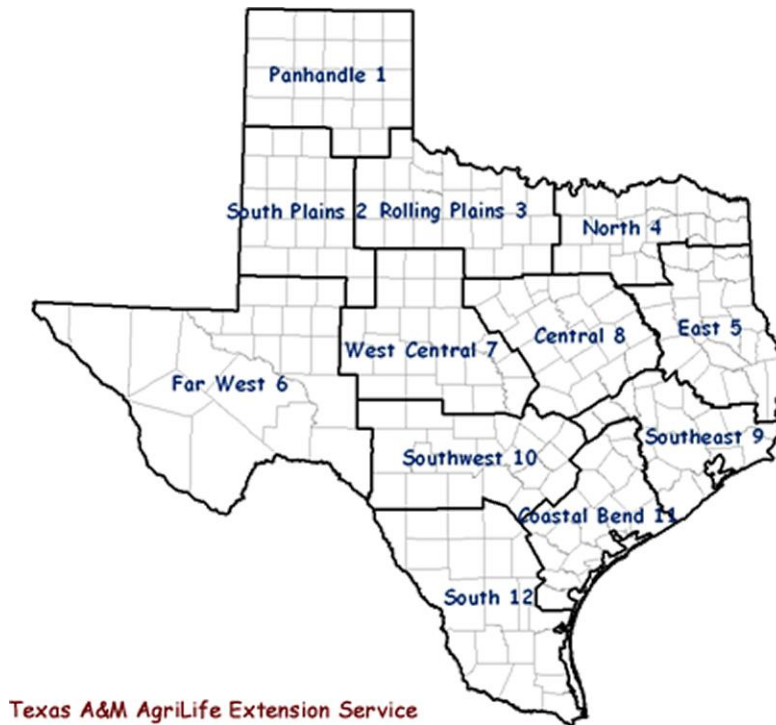 Panhandle 1
South Plains 2 Rolling Plains 3
North 4
East 5
Central 8
West Central 7
Far West 6
Southeast 9
Southwest 10
Coastal Bend 11
South 12
Texas A&M AgriLife Extension Service